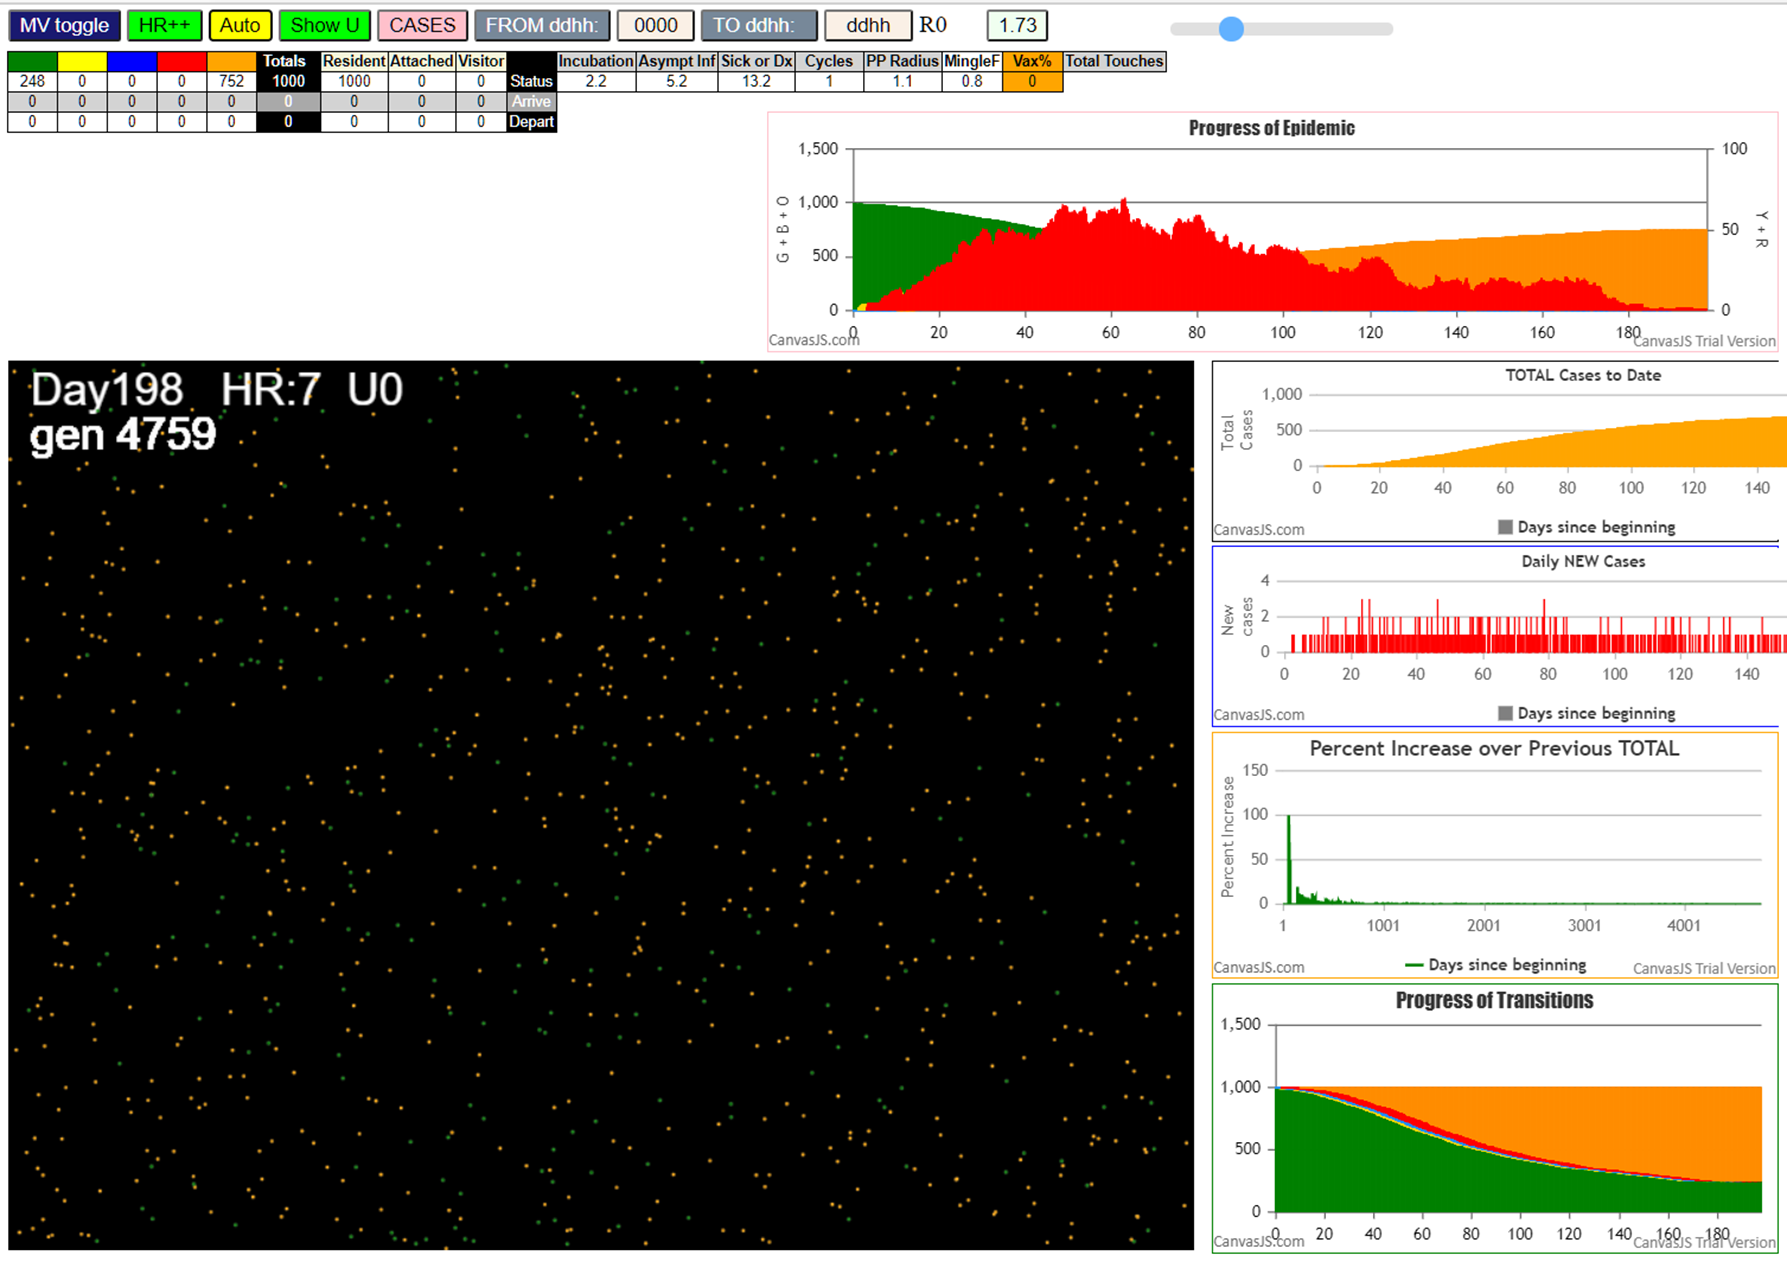 MV toggle HR++ Auto Show U CASES FROM ddhh: 0000 TO ddhh: ddhh R0 1.73
Totals Resident Attached Visitor Incubation Asympt Inf Sick or Dx Cycles PP Radius MingleF Vax% Total Touches
248 0 0 0 752 1000 1000 0 0 Status 2.2 5.2 13.2 1 1.1 0.8 0
0 0 0 0 0 0 0 0 0 Arrive
0 0 0 0 0 0 0 0 0 Depart
Progress of Epidemic
1,500 100
1,000
50
500
0 0
G + B + O
Y + R
0 20 40 60 80 100 120 140 160 180
CanvasJS.com CanvasJS Trial Version
Day198 HR:7 U0
gen 4759
TOTAL Cases to Date
Total
Cases
1,000
500
0
0 20 40 60 80 100 120 140
Days since beginning
CanvasJS.com
Daily NEW Cases
New
cases
4
2
0
0 20 40 60 80 100 120 140
Days since beginning
CanvasJS.com
Percent Increase over Previous TOTAL
Percent Increase
150
100
50
0
1 1001 2001 3001 4001
Days since beginning
CanvasJS.com CanvasJS Trial Version
Progress of Transitions
1,500
1,000
500
0
0 20 40 60 80 100 120 140 160 180
CanvasJS.com CanvasJS Trial Version